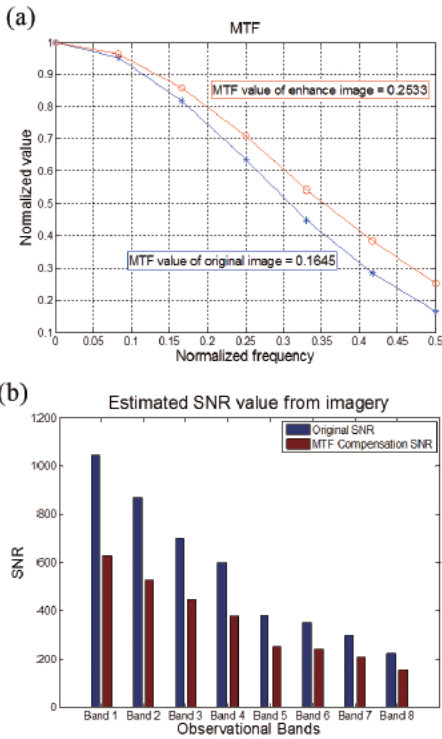 (a)
MTF
1
0.9
0.8
0.7
0.6
0.5
0.4
0.3
0.2
0.1
Normalized value
MTF value of enhance image = 0.2533
MTF value of original image = 0.1645
0 0.05 0.1 0.15 0.2 0.25 0.3 0.35 0.4 0.45 0.5
Normalized frequency
(b)
Estimated SNR value from imagery
1200
1000
800
600
400
200
0
SNR
Original SNR
MTF Compensation SNR
Band 1 Band 2 Band 3 Band 4 Band 5 Band 6 Band 7 Band 8
Observational Bands